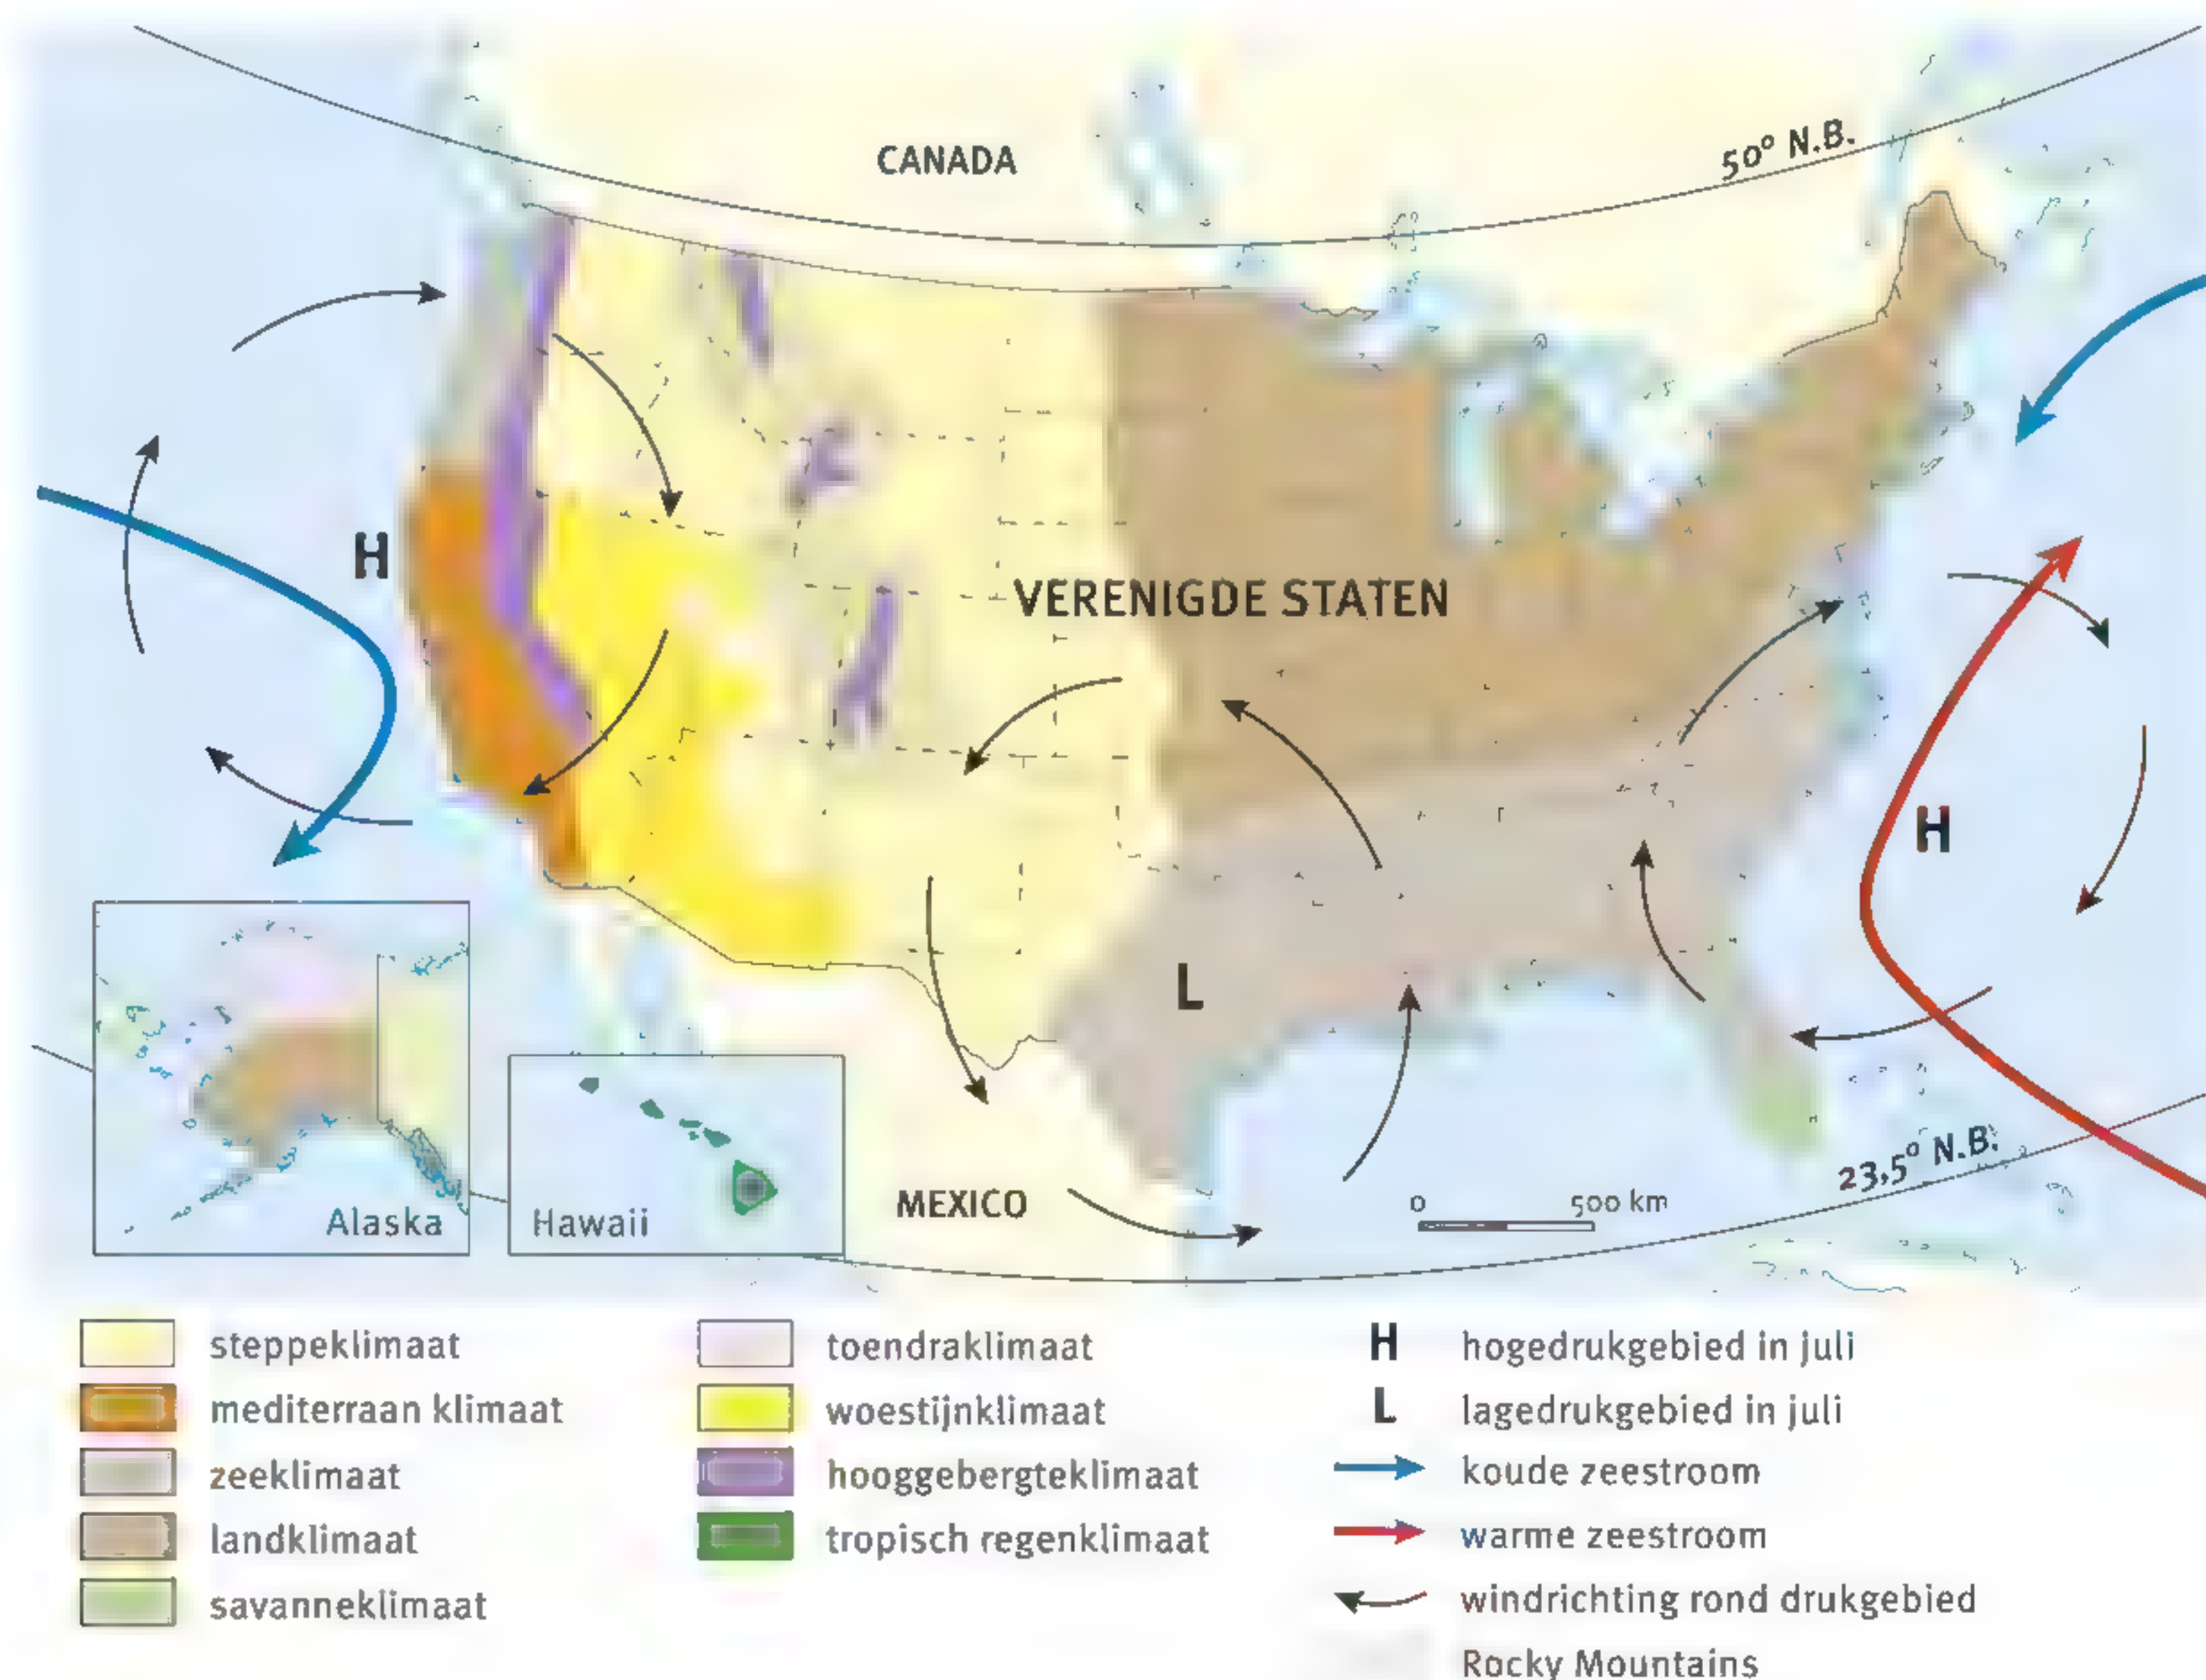 CANADA
50° N.B.
H
VERENIGDE STATEN
H
L
23,5° N.B.
MEXICO
0 500 km
Alaska
Hawaii
steppeklimaat
mediterraan klimaat
zeeklimaat
landklimaat
savanneklimaat
toendraklimaat
woestijnklimaat
hooggebergteklimaat
tropisch regenklimaat
H hogedrukgebied in juli
L lagedrukgebied in juli
koude zeestroom
warme zeestroom
windrichting rond drukgebied
Rocky Mountains